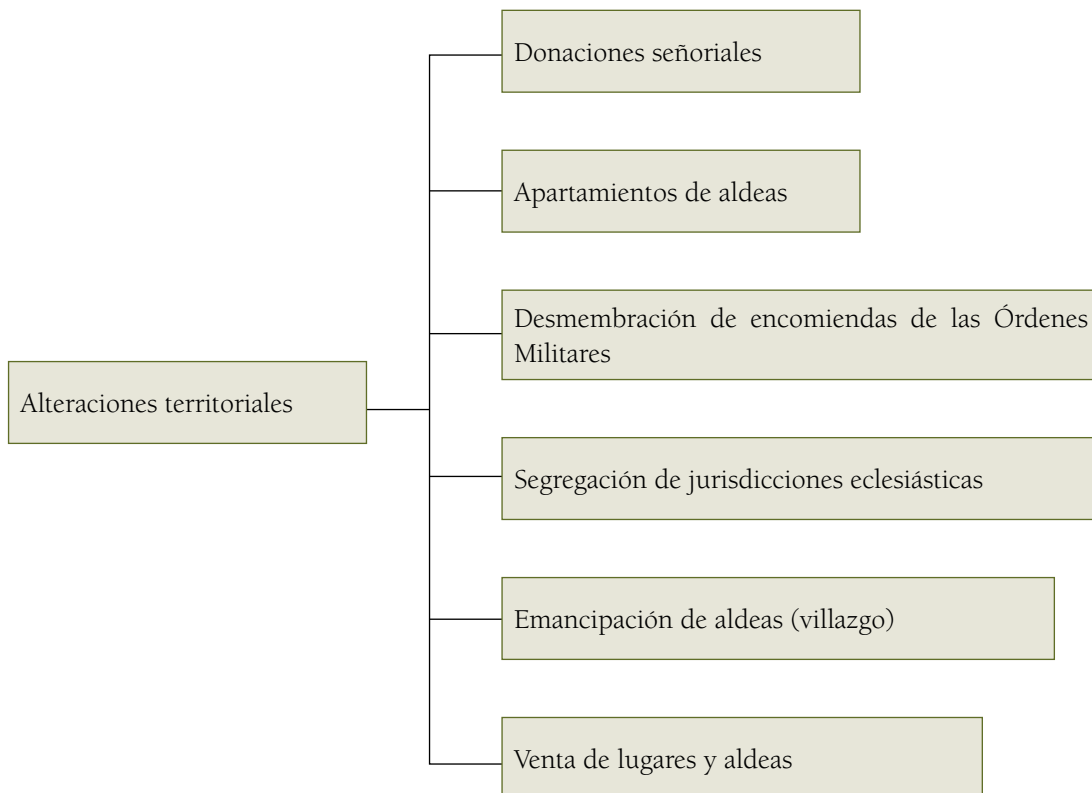 Donaciones señoriales
Apartamientos de aldeas
Desmembración de encomiendas de las Órdenes
Militares
Alteraciones territoriales
Segregación de jurisdicciones eclesiásticas
Emancipación de aldeas (villazgo)
Venta de lugares y aldeas